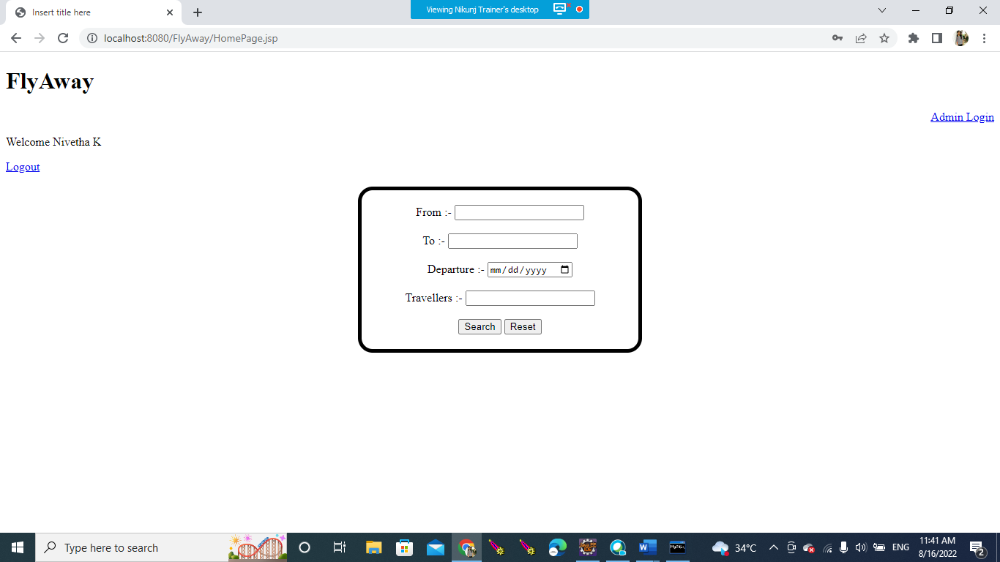 Insert title here
Viewing Nikunj Trainer's desktop
localhost:8080/FlyAway/HomePage.jsp
FlyAway
Admin Login
Welcome Nivetha K
Logout
From :-
To :-
Departure :- mm/dd/yyyy
Travellers :-
Search Reset
Type here to search
34°C
ENG
11:41 AM
8/16/2022
2